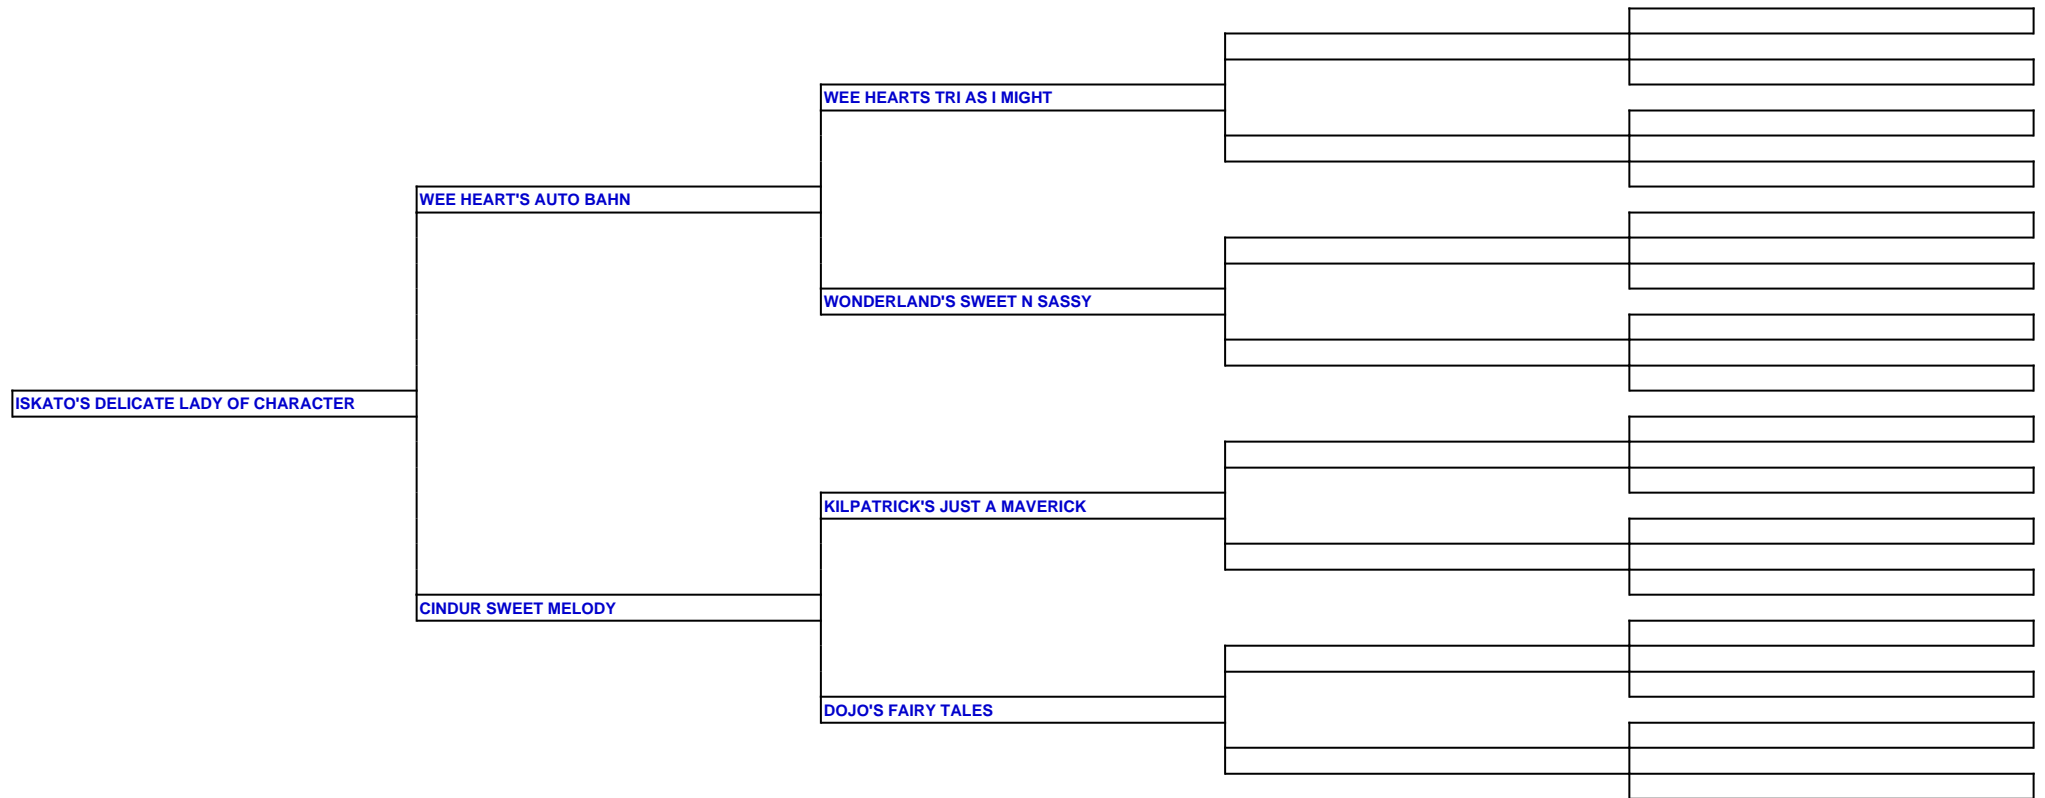 WEE HEARTS TRI AS I MIGHT
WEE HEART'S AUTO BAHN
WONDERLAND'S SWEET N SASSY
ISKATO'S DELICATE LADY OF CHARACTER
KILPATRICK'S JUST A MAVERICK
CINDUR SWEET MELODY
DOJO'S FAIRY TALES